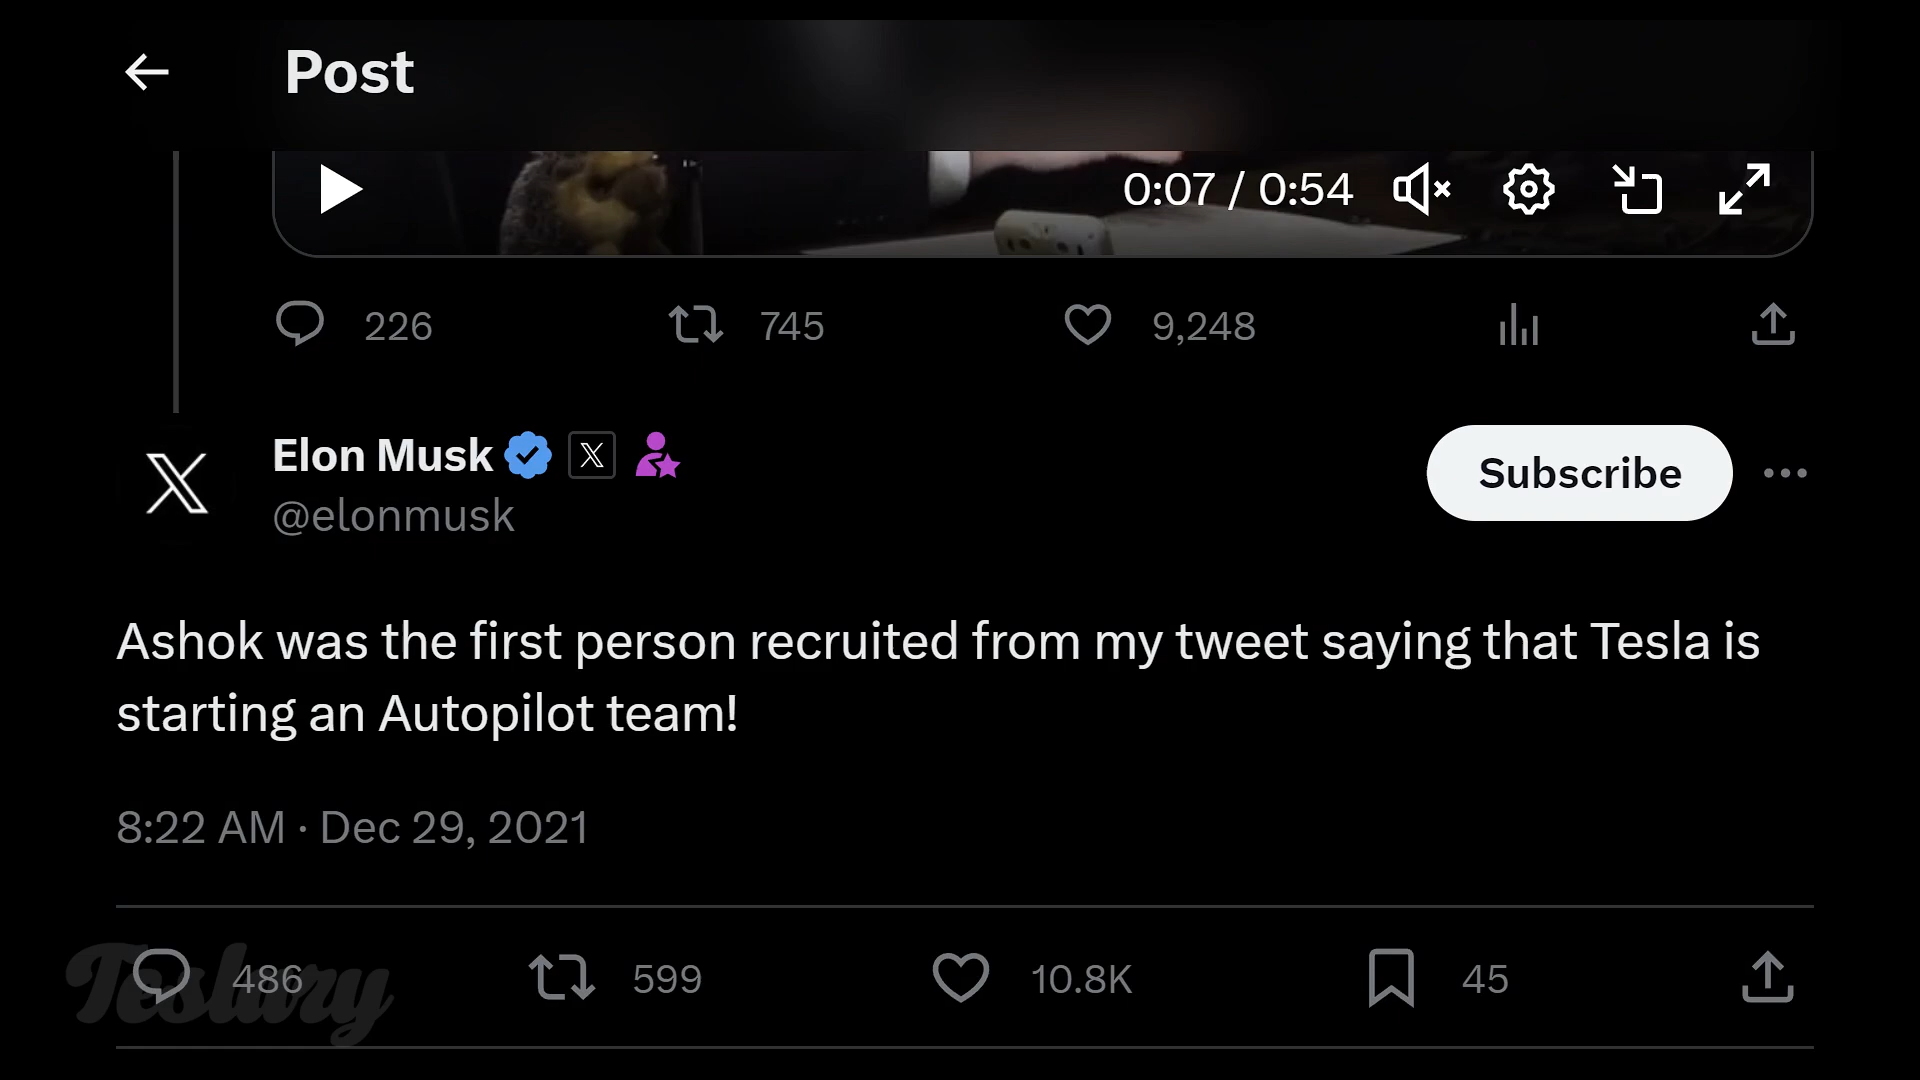 Post
0:07 / 0:54
226 745 9,248
Elon Musk
@elonmusk
Subscribe
Ashok was the first person recruited from my tweet saying that Tesla is
starting an Autopilot team!
8:22 AM · Dec 29, 2021
486 599 10.8K 45
Teslary